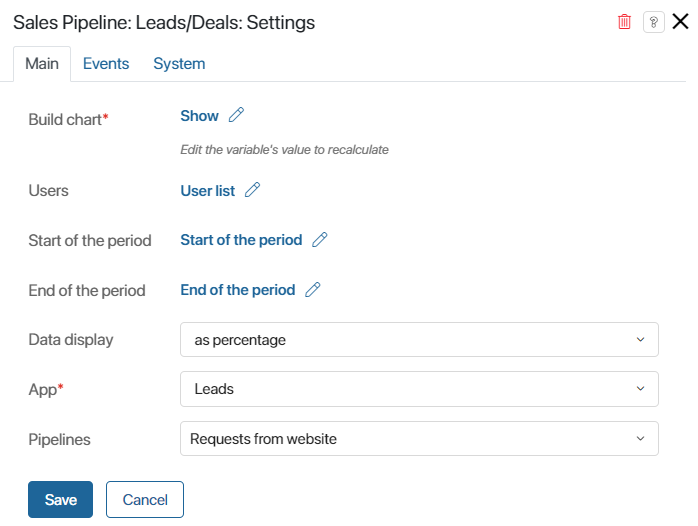 Sales Pipeline: Leads/Deals: Settings
?
Main Events System
Build chart* Show
Edit the variable's value to recalculate
Users User list
Start of the period Start of the period
End of the period End of the period
Data display as percentage
App* Leads
Pipelines Requests from website
Save Cancel